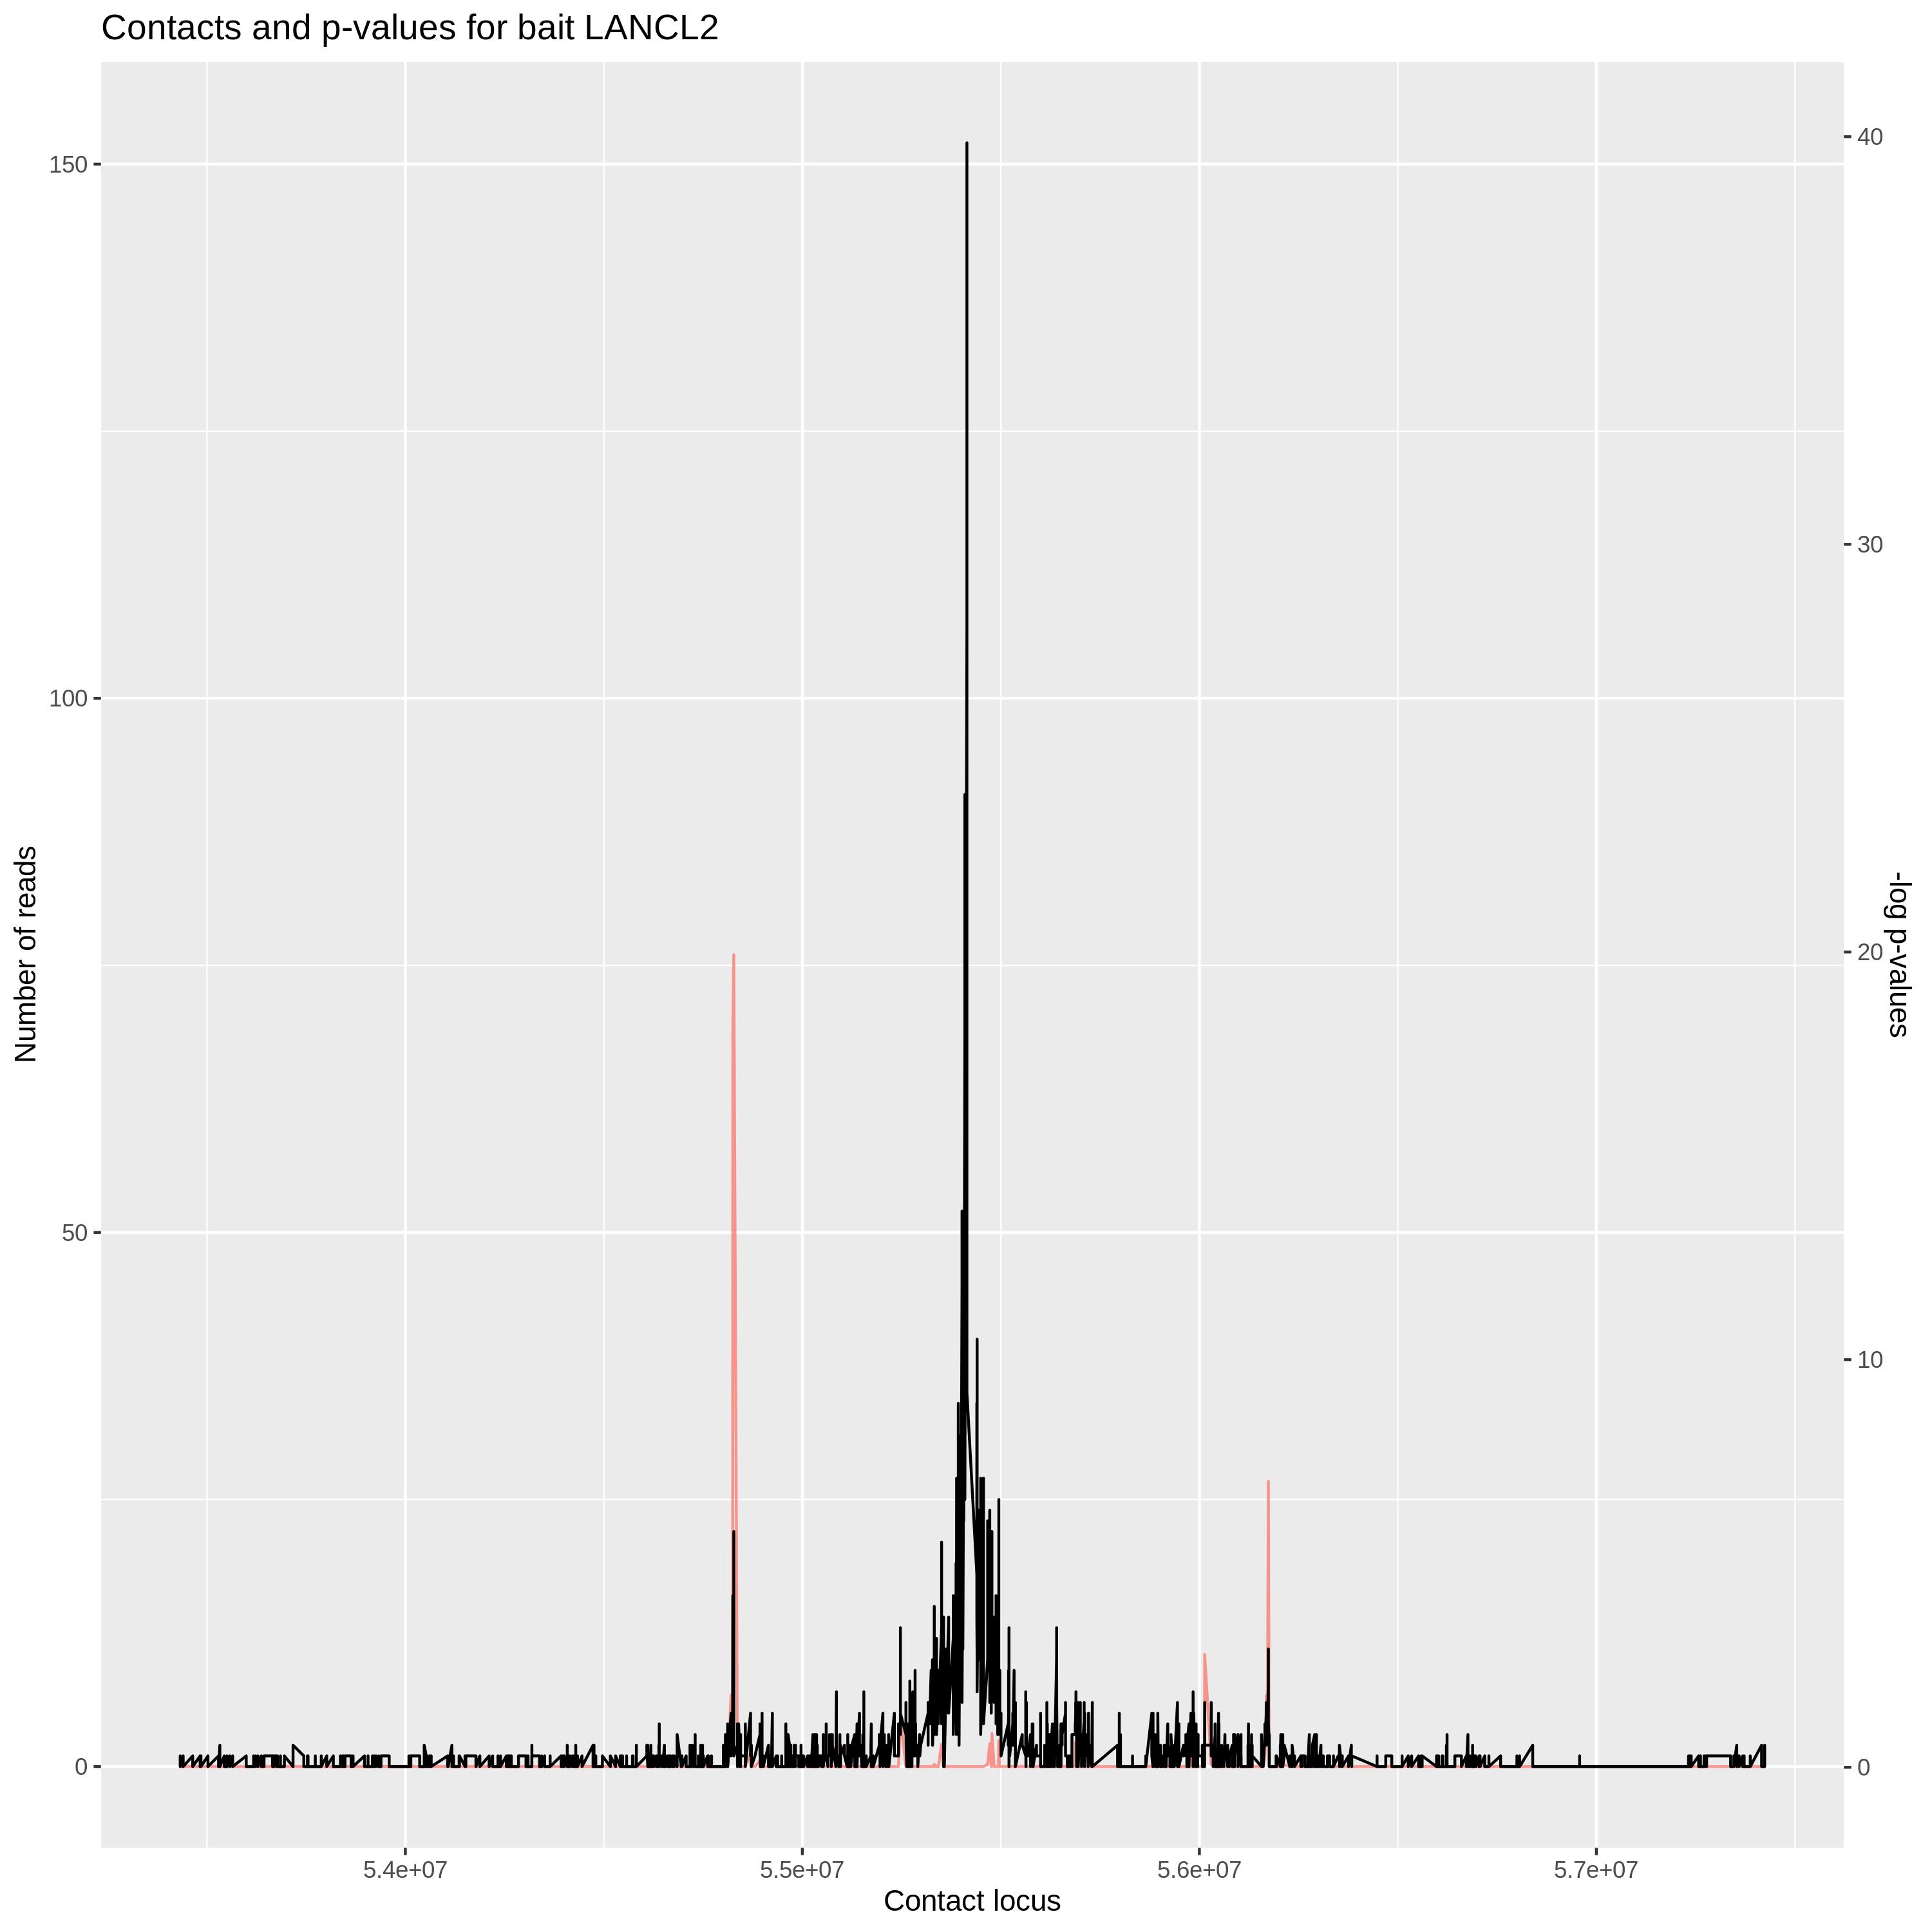 Contacts and p-values for bait LANCL2
150
100
50
0
Number of reads
40
30
20
10
0
-log p-values
5.4e+07 5.5e+07 5.6e+07 5.7e+07
Contact locus